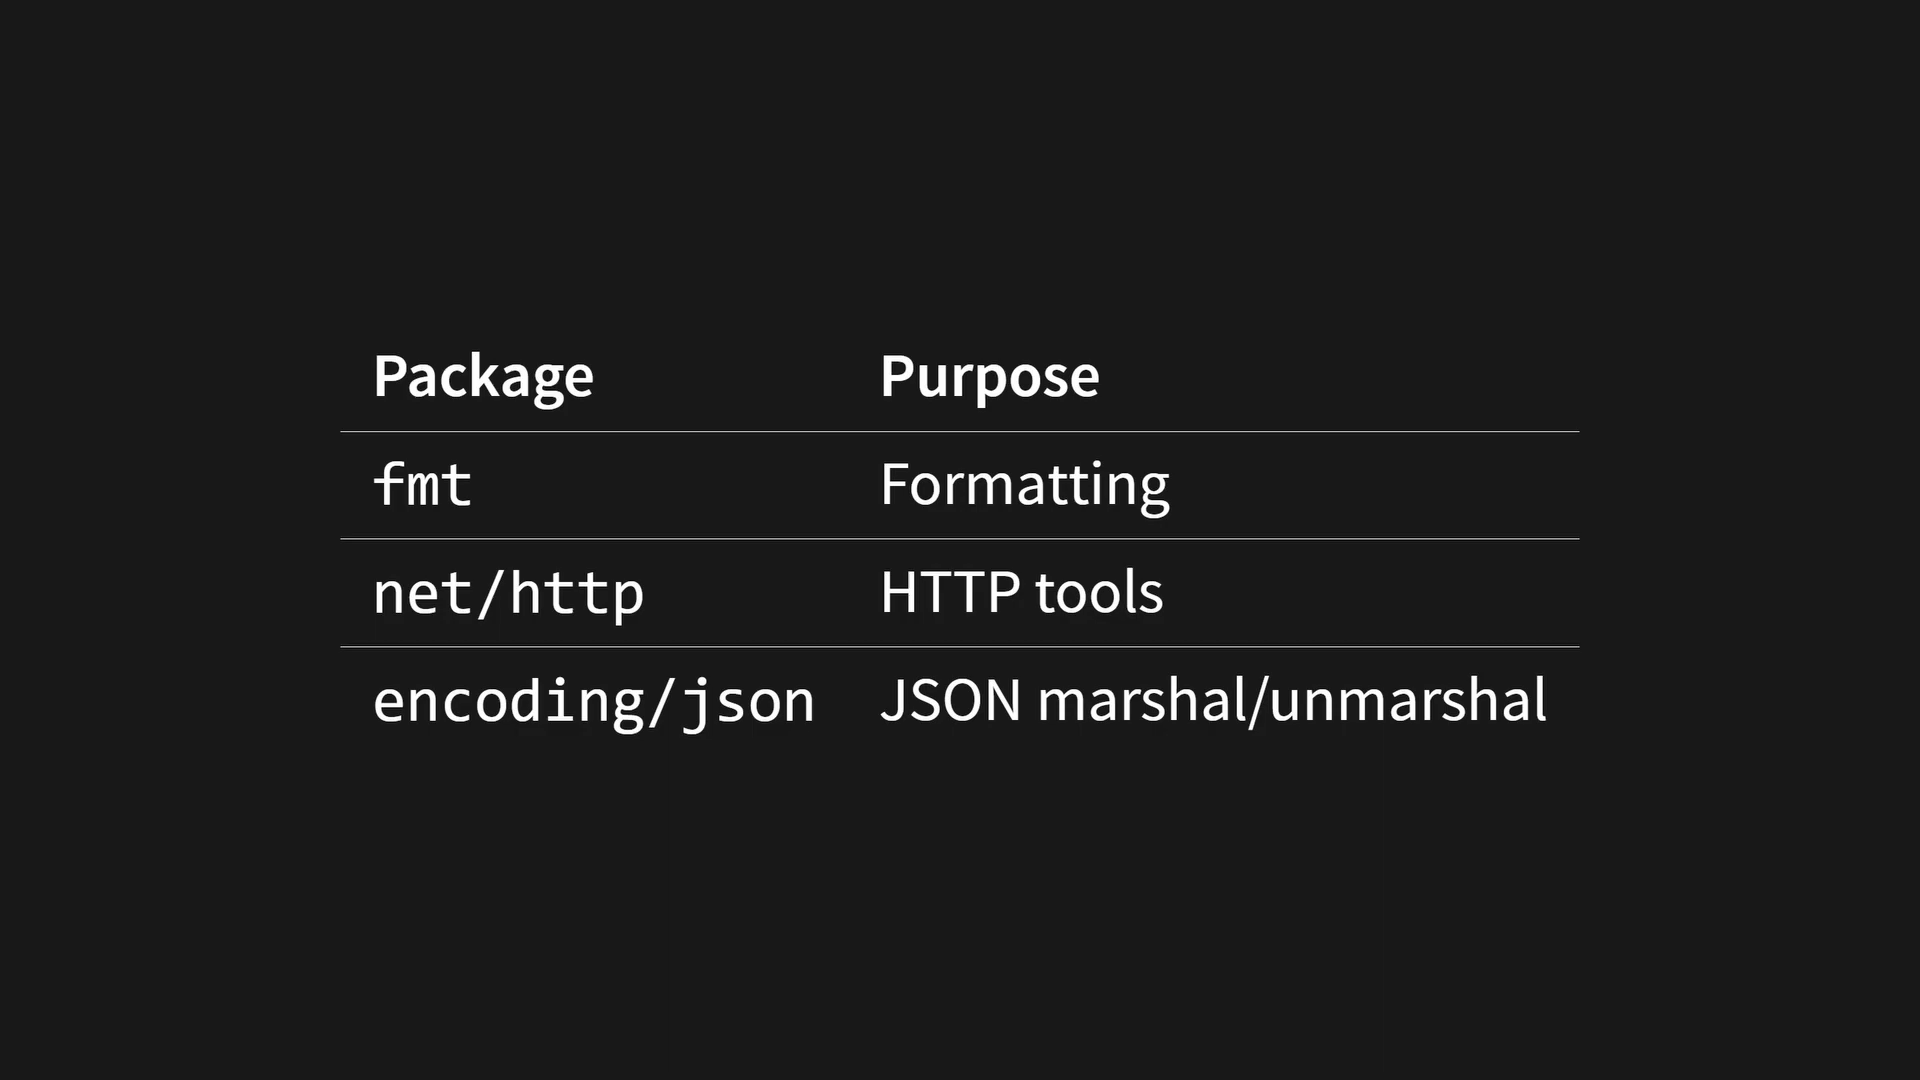 Package Purpose
fmt Formatting
net/http HTTP tools
encoding/json JSON marshal/unmarshal